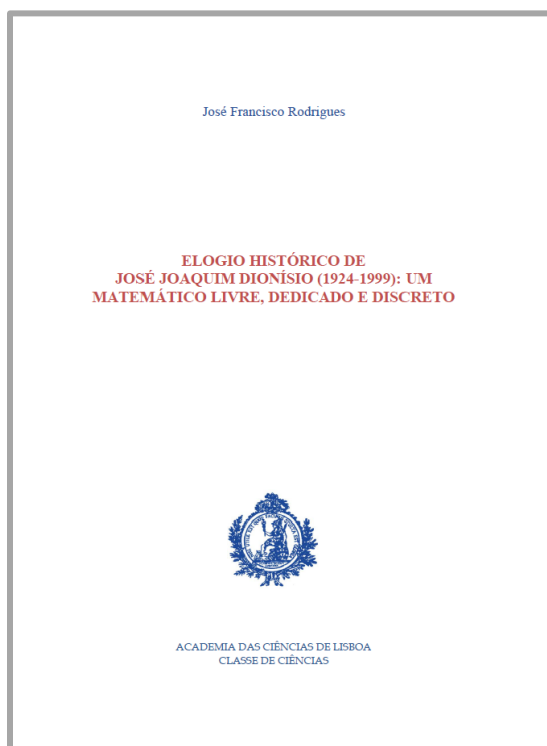 José Francisco Rodrigues
ELOGIO HISTÓRICO DE
JOSÉ JOAQUIM DIONÍSIO (1924-1999): UM
MATEMÁTICO LIVRE, DEDICADO E DISCRETO
ACADEMIA DAS CIÊNCIAS DE LISBOA
CLASSE DE CIÊNCIAS